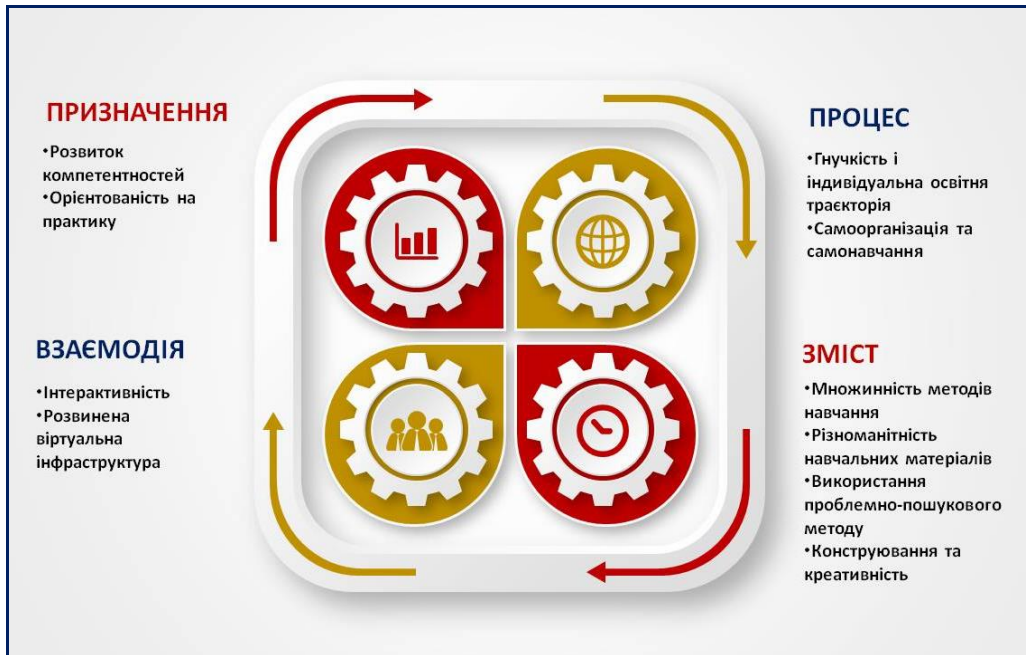 ПРИЗНАЧЕННЯ
•Розвиток
компетентностей
•Орієнтованість на
практику
ПРОЦЕС
•Гнучкість і
індивідуальна освітня
траєкторія
•Самоорганізація та
самонавчання
ВЗАЄМОДІЯ
•Інтерактивність
•Розвинена
віртуальна
інфраструктура
ЗМІСТ
•Множинність методів
навчання
•Різноманітність
навчальних матеріалів
•Використання
проблемно-пошукового
методу
•Конструювання та
креативність